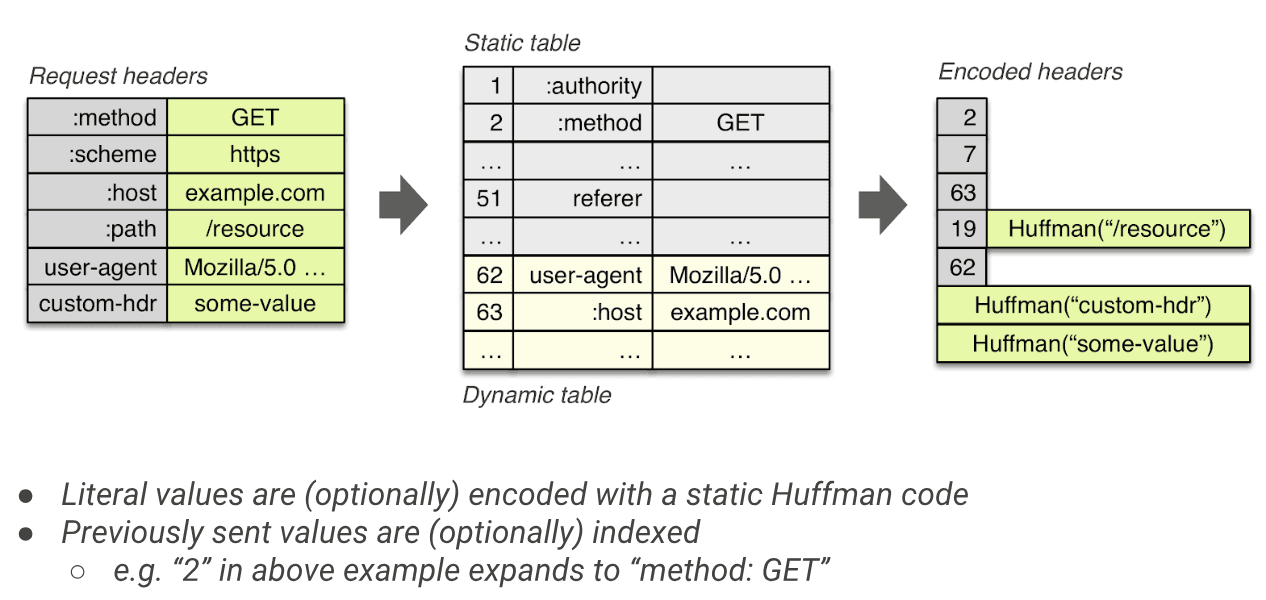 Request headers
:method GET
:scheme https
:host example.com
:path /resource
user-agent Mozilla/5.0 …
custom-hdr some-value
Static table
1 :authority
2 :method GET
… … …
51 referer
… … …
62 user-agent Mozilla/5.0 …
63 :host example.com
… … …
Dynamic table
Encoded headers
2
7
63
19 Huffman(“/resource”)
62
Huffman(“custom-hdr”)
Huffman(“some-value”)
● Literal values are (optionally) encoded with a static Huffman code
● Previously sent values are (optionally) indexed
○ e.g. “2” in above example expands to “method: GET”